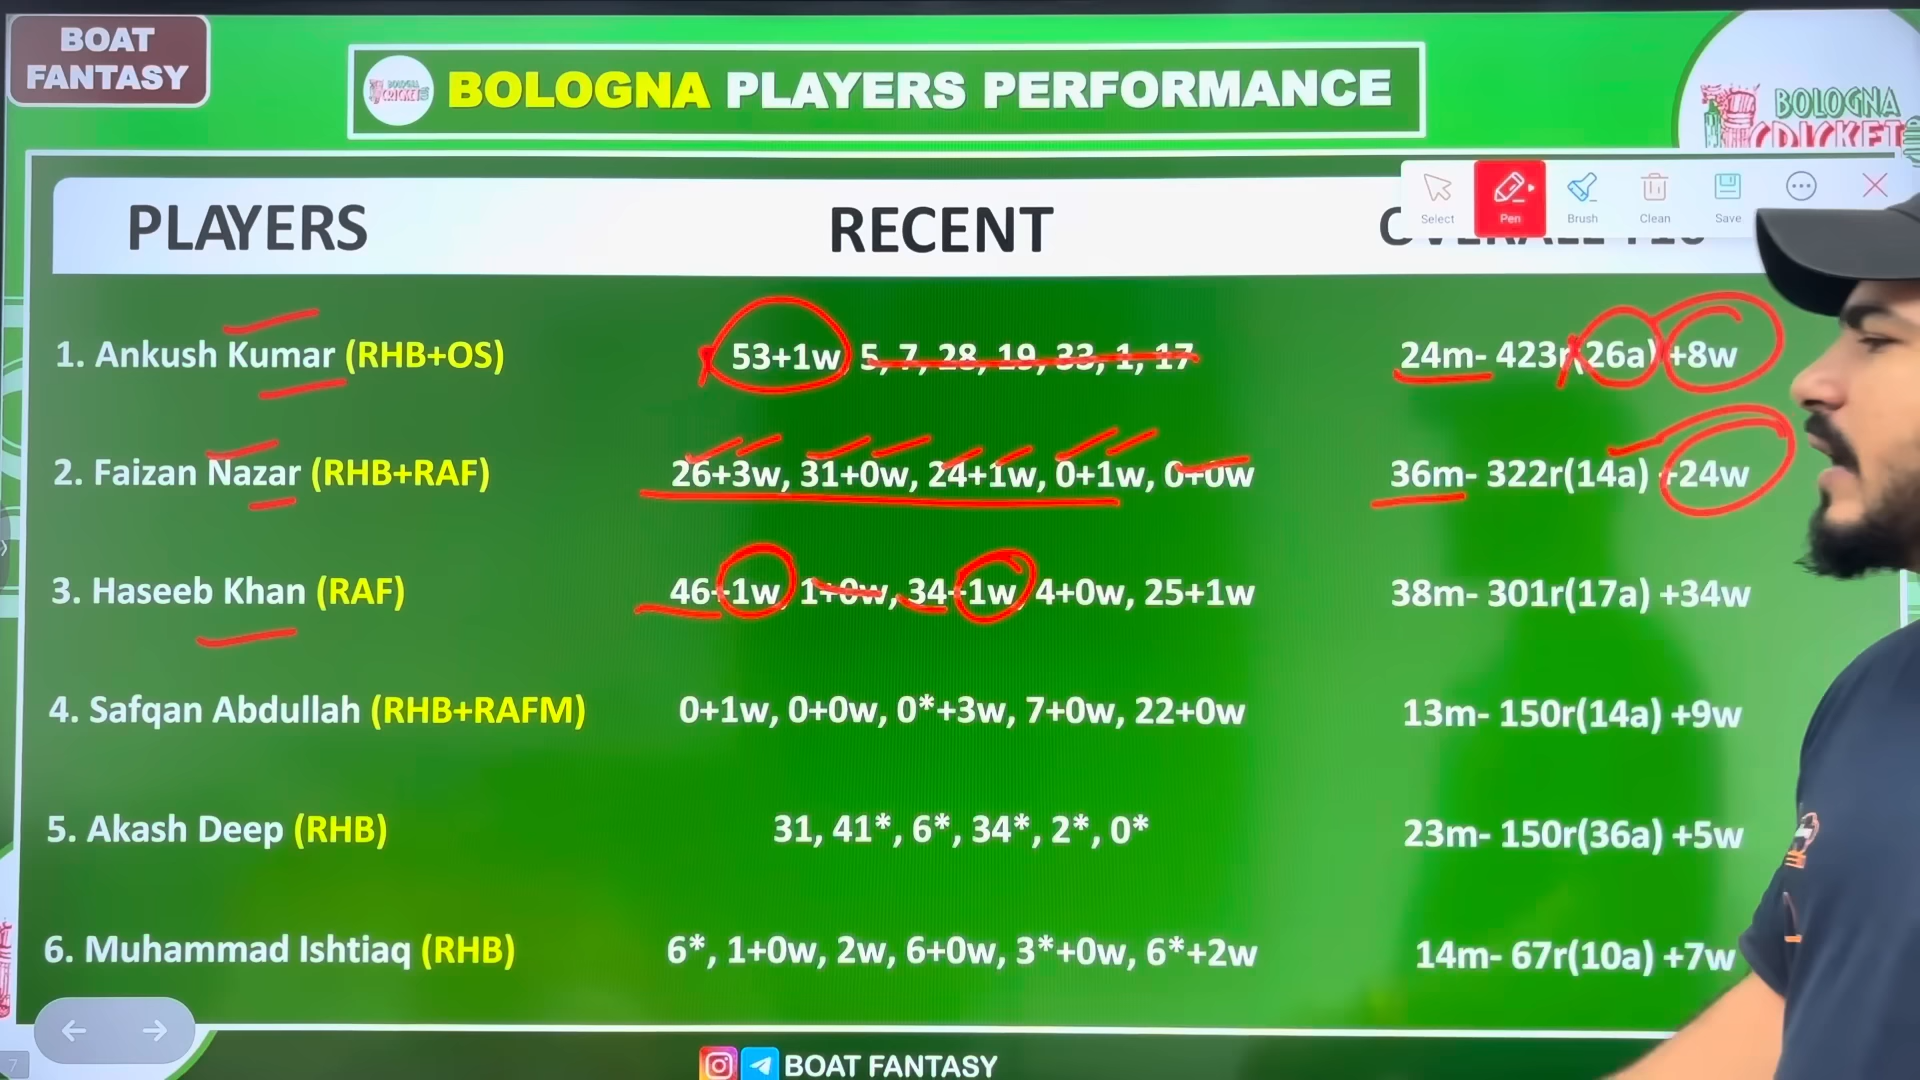 BOAT
FANTASY
BOLOGNA
CRICKET
BOLOGNA PLAYERS PERFORMANCE
BOLOGNA
CRICKET
Select
Pen
Brush
Clean
Save
PLAYERS
RECENT
1. Ankush Kumar (RHB+OS)
53+1w, 5, 7, 28, 19, 33, 1, 17
24m- 423r(26a) +8w
2. Faizan Nazar (RHB+RAF)
26+3w, 31+0w, 24+1w, 0+1w, 0+0w
36m- 322r(14a) +24w
3. Haseeb Khan (RAF)
46+1w, 1+0w, 34+1w, 4+0w, 25+1w
38m- 301r(17a) +34w
4. Safqan Abdullah (RHB+RAFM)
0+1w, 0+0w, 0*+3w, 7+0w, 22+0w
13m- 150r(14a) +9w
5. Akash Deep (RHB)
31, 41*, 6*, 34*, 2*, 0*
23m- 150r(36a) +5w
6. Muhammad Ishtiaq (RHB)
6*, 1+0w, 2w, 6+0w, 3*+0w, 6*+2w
14m- 67r(10a) +7w
7
BOAT FANTASY